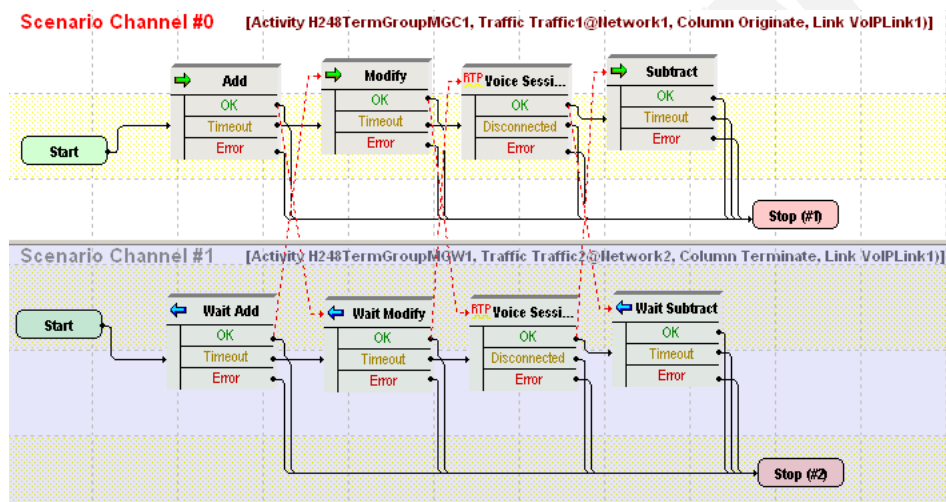 Scenario Channel #0 [Activity H248TermGroupMGC1, Traffic Traffic1@Network1, Column Originate, Link VoIPLink1)]
Add
OK
Timeout
Error
Modify
OK
Timeout
Error
RTP Voice Sessi...
OK
Disconnected
Error
Subtract
OK
Timeout
Error
Start
Stop (#1)
Scenario Channel #1 [Activity H248TermGroupMGW1, Traffic Traffic2@Network2, Column Terminate, Link VoIPLink1)]
Start
Wait Add
OK
Timeout
Error
Wait Modify
OK
Timeout
Error
RTP Voice Sessi...
OK
Disconnected
Error
Wait Subtract
OK
Timeout
Error
Stop (#2)